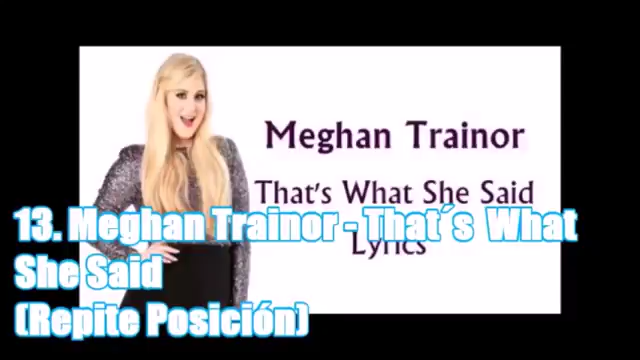 Meghan Trainor
That's What She Said
Lyrics
13. Meghan Trainor - That´s What
She Said
(Repite Posición)